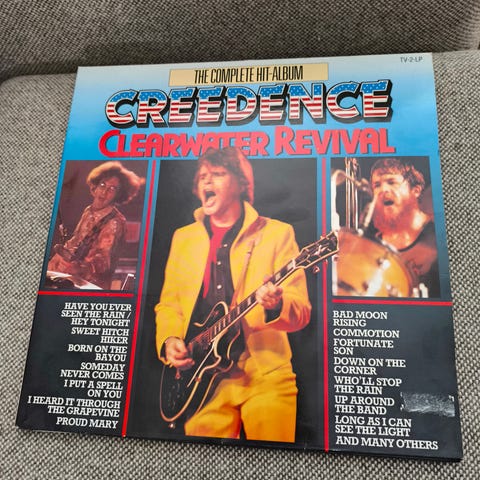 TV-2-LP
THE COMPLETE HIT-ALBUM
CREEDENCE
CLEARWATER REVIVAL
HAVE YOU EVER
SEEN THE RAIN /
HEY TONIGHT
SWEET HITCH
HIKER
BORN ON THE
BAYOU
SOMEDAY
NEVER COMES
I PUT A SPELL
ON YOU
I HEARD IT THROUGH
THE GRAPEVINE
PROUD MARY
BAD MOON
RISING
COMMOTION
FORTUNATE
SON
DOWN ON THE
CORNER
WHO'LL STOP
THE RAIN
UP AROUND
THE BAND
LONG AS I CAN
SEE THE LIGHT
AND MANY OTHERS